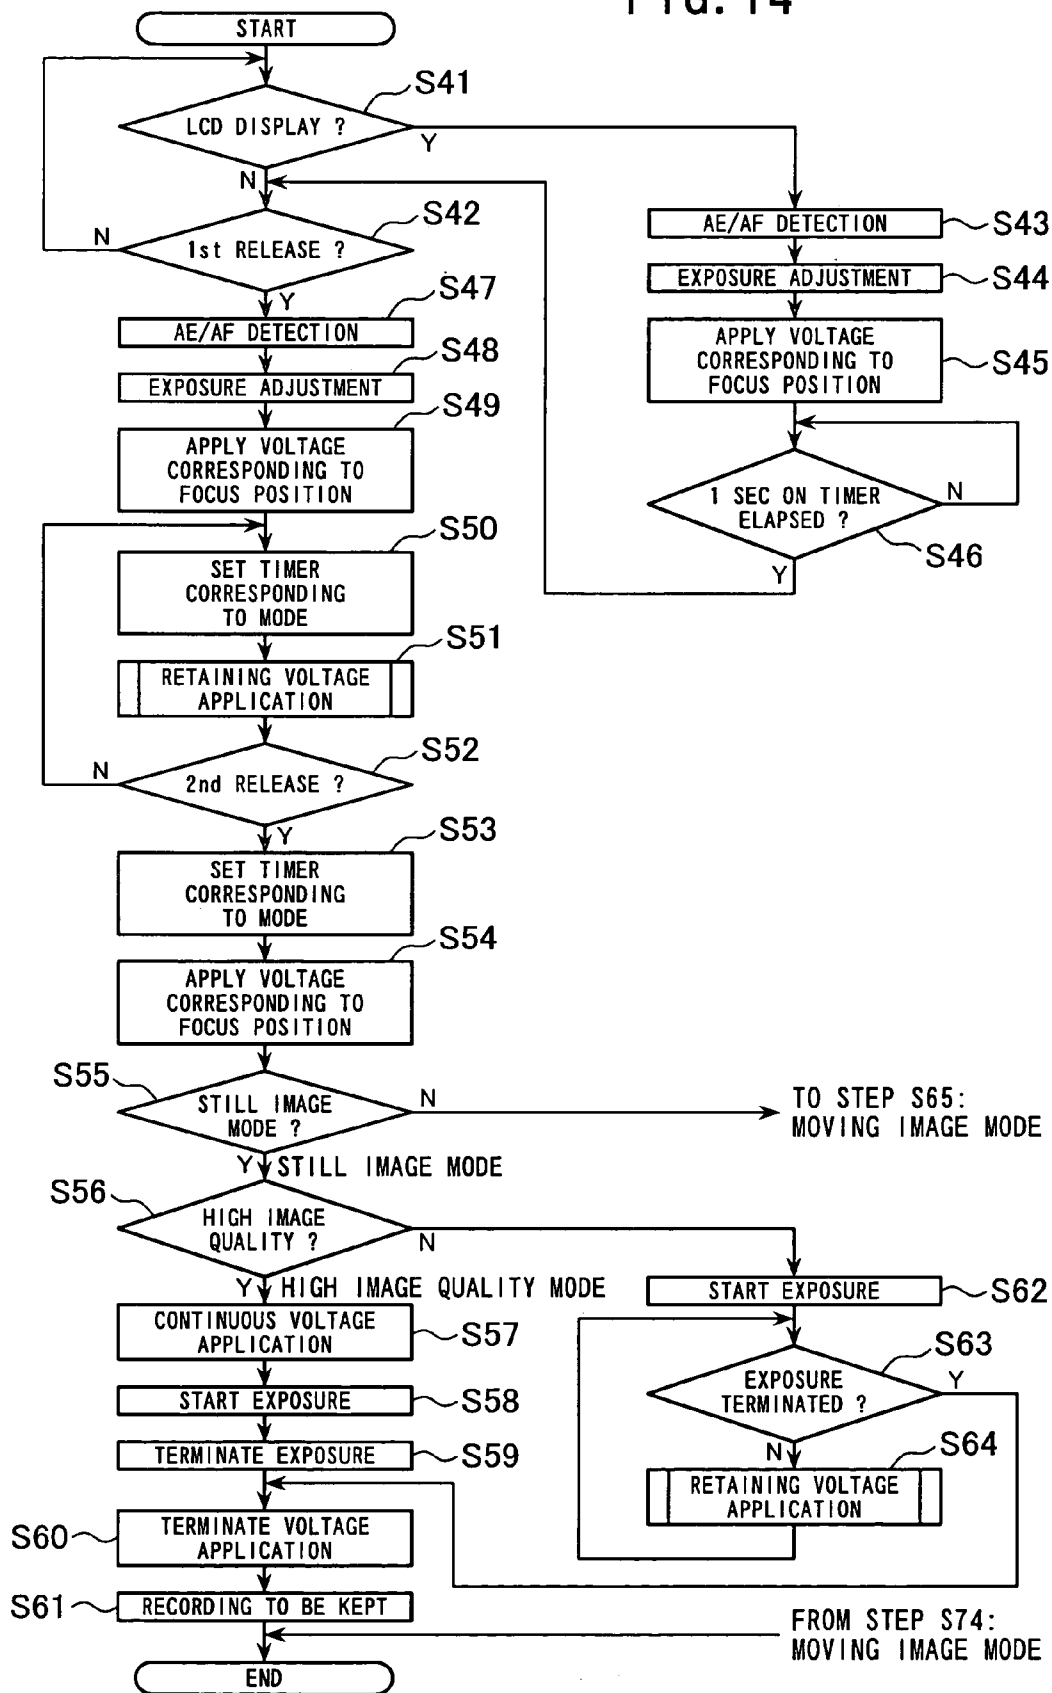 FIG. 14
START
S41
LCD DISPLAY ?
Y
N
S42
1st RELEASE ?
N
Y
S43
AE/AF DETECTION
S44
EXPOSURE ADJUSTMENT
S45
APPLY VOLTAGE
CORRESPONDING TO
FOCUS POSITION
1 SEC ON TIMER
ELAPSED ?
N
S46
Y
S47
AE/AF DETECTION
S48
EXPOSURE ADJUSTMENT
S49
APPLY VOLTAGE
CORRESPONDING TO
FOCUS POSITION
S50
SET TIMER
CORRESPONDING
TO MODE
S51
RETAINING VOLTAGE
APPLICATION
S52
N
2nd RELEASE ?
Y
S53
SET TIMER
CORRESPONDING
TO MODE
S54
APPLY VOLTAGE
CORRESPONDING TO
FOCUS POSITION
S55
STILL IMAGE
MODE ?
N
TO STEP S65:
MOVING IMAGE MODE
Y STILL IMAGE MODE
S56
HIGH IMAGE
QUALITY ?
N
Y HIGH IMAGE QUALITY MODE
CONTINUOUS VOLTAGE
APPLICATION
S57
START EXPOSURE
S58
TERMINATE EXPOSURE
S59
S60
TERMINATE VOLTAGE
APPLICATION
S61
RECORDING TO BE KEPT
START EXPOSURE
S62
S63
EXPOSURE
TERMINATED ?
Y
N
S64
RETAINING VOLTAGE
APPLICATION
FROM STEP S74:
MOVING IMAGE MODE
END